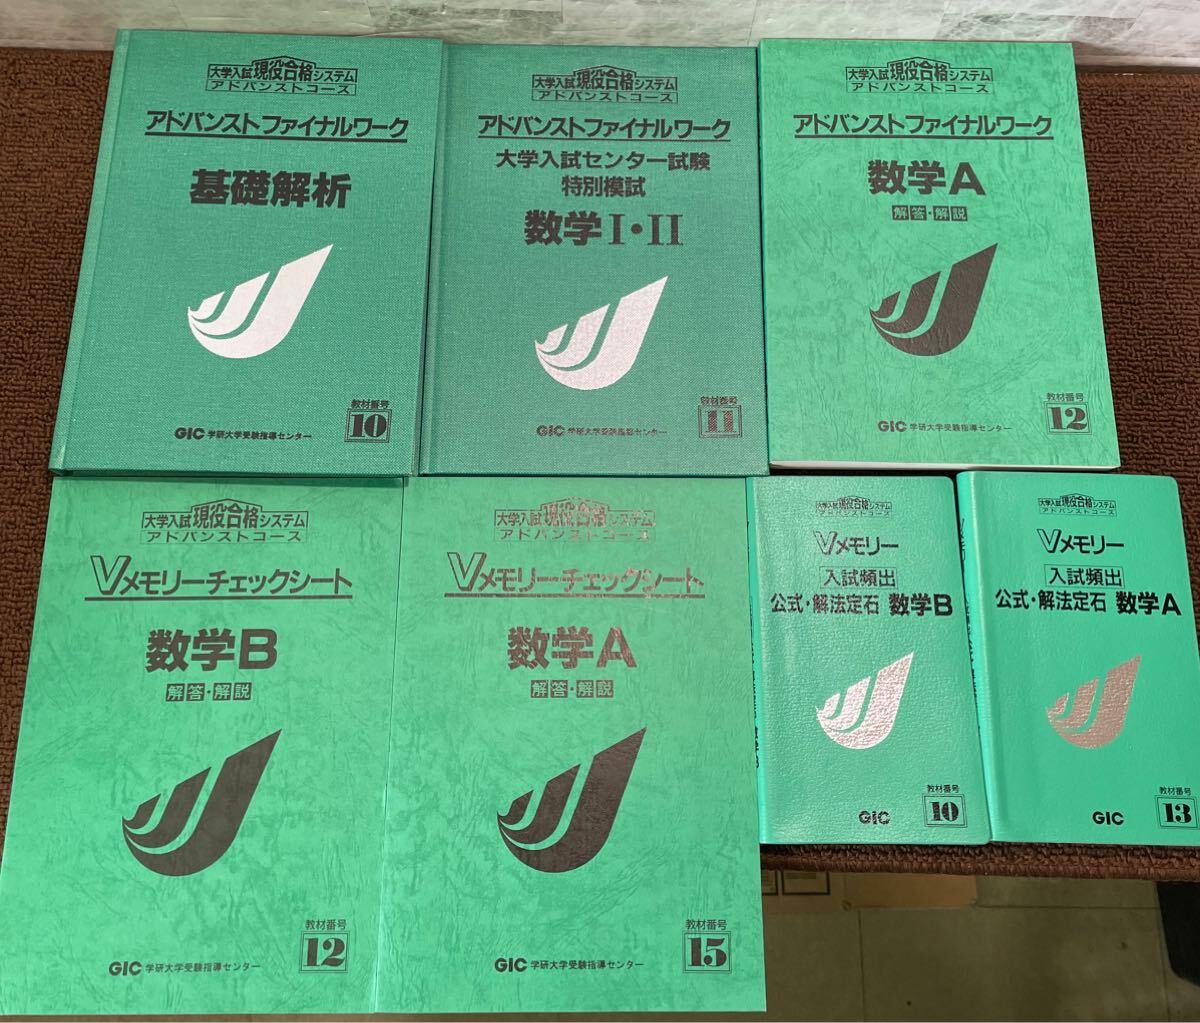 大学入試現役合格システム
アドバンストコース
アドバンストファイナルワーク
基礎解析
教材番号
10
GIC 学研大学受験指導センター
大学入試現役合格システム
アドバンストコース
アドバンストファイナルワーク
大学入試センター試験
特別模試
数学I・II
教材番号
11
GIC 学研大学受験指導センター
大学入試現役合格システム
アドバンストコース
アドバンストファイナルワーク
数学A
解答・解説
教材番号
12
GIC 学研大学受験指導センター
大学入試現役合格システム
アドバンストコース
Vメモリーチェックシート
数学B
解答・解説
教材番号
12
GIC 学研大学受験指導センター
大学入試現役合格システム
アドバンストコース
Vメモリーチェックシート
数学A
解答・解説
教材番号
15
GIC 学研大学受験指導センター
大学入試現役合格システム
アドバンストコース
Vメモリー
入試頻出
公式・解法定石 数学B
教材番号
10
GIC
大学入試現役合格システム
アドバンストコース
Vメモリー
入試頻出
公式・解法定石 数学A
教材番号
13
GIC